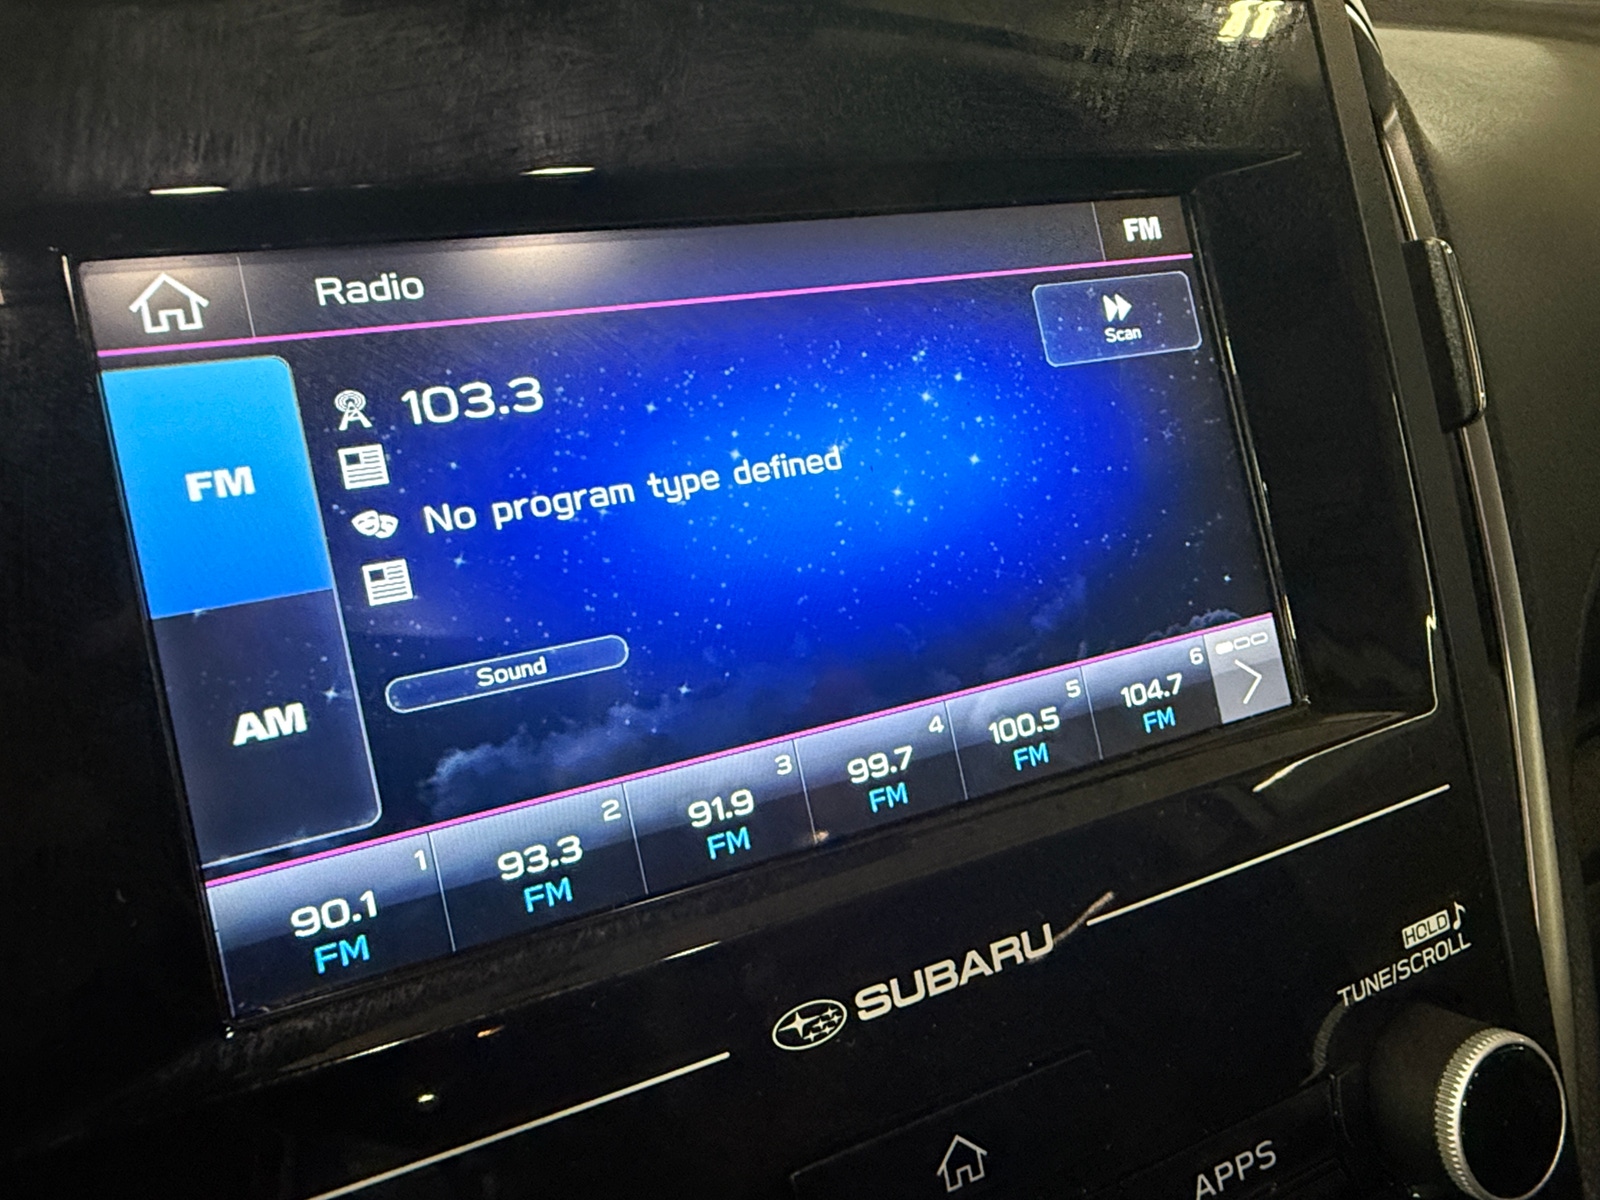 Radio
FM
Scan
103.3
FM
No program type defined
AM
Sound
1
90.1
FM
2
93.3
FM
3
91.9
FM
4
99.7
FM
5
100.5
FM
6
104.7
FM
SUBARU
HOLD
TUNE/SCROLL
APPS